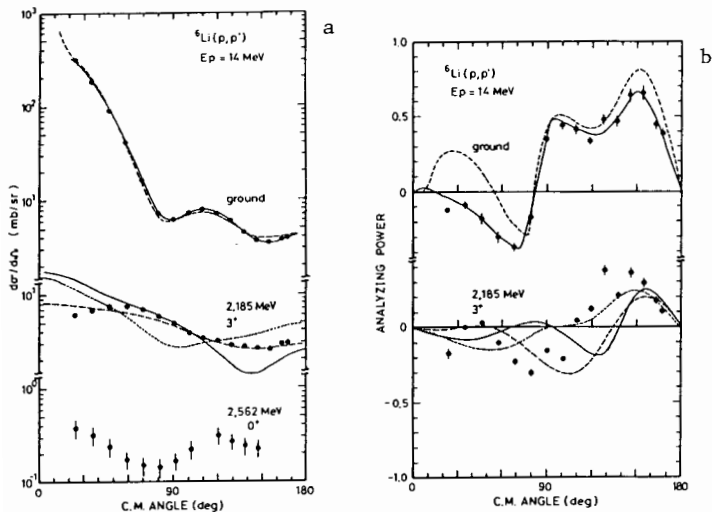 a
⁶Li(p,p')
Ep = 14 MeV
ground
2,185 MeV
3⁺
2,562 MeV
0⁺
dσ/dΩ (mb/sr)
10³
10²
10¹
10⁰
10¹
10⁰
10⁻¹
0
90
180
C.M. ANGLE (deg)
b
⁶Li(p,p')
Ep = 14 MeV
ground
2,185 MeV
3⁺
ANALYZING POWER
1.0
0.5
0
0
-0.5
-1.0
0
90
180
C.M. ANGLE (deg)